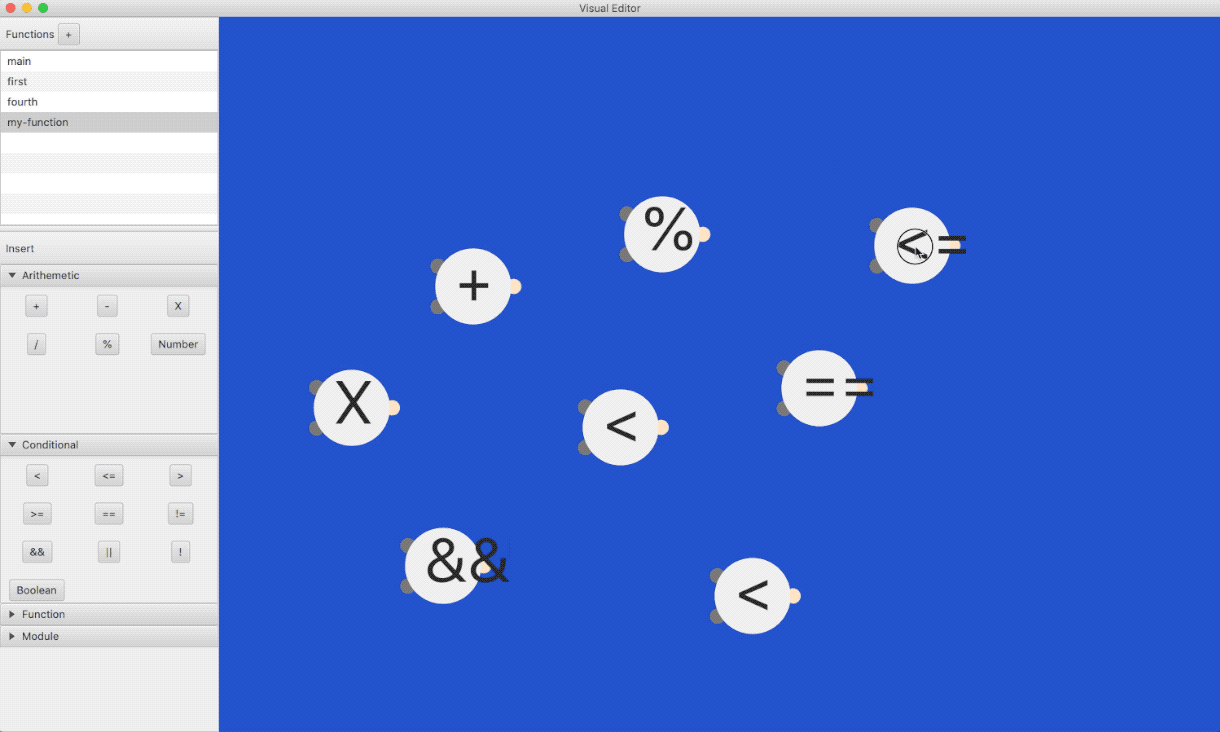 Visual Editor
Functions +
main
first
fourth
my-function
Insert
Arithemetic
+ - X
/ % Number
Conditional
< <= >
>= == !=
&& || !
Boolean
Function
Module
%
<=
+
==
X
<
&&
<